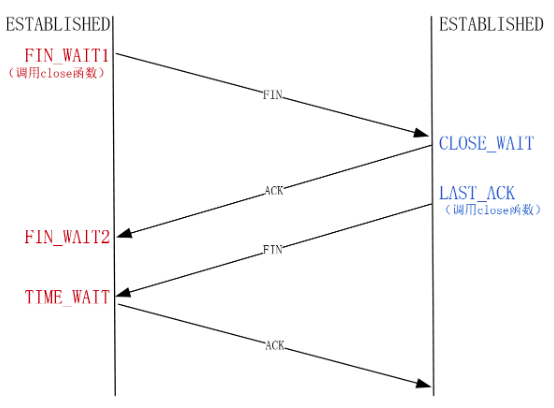 ESTABLISHED
ESTABLISHED
FIN_WAIT1
（调用close函数）
FIN
CLOSE_WAIT
ACK
LAST_ACK
（调用close函数）
FIN_WAIT2
FIN
TIME_WAIT
ACK